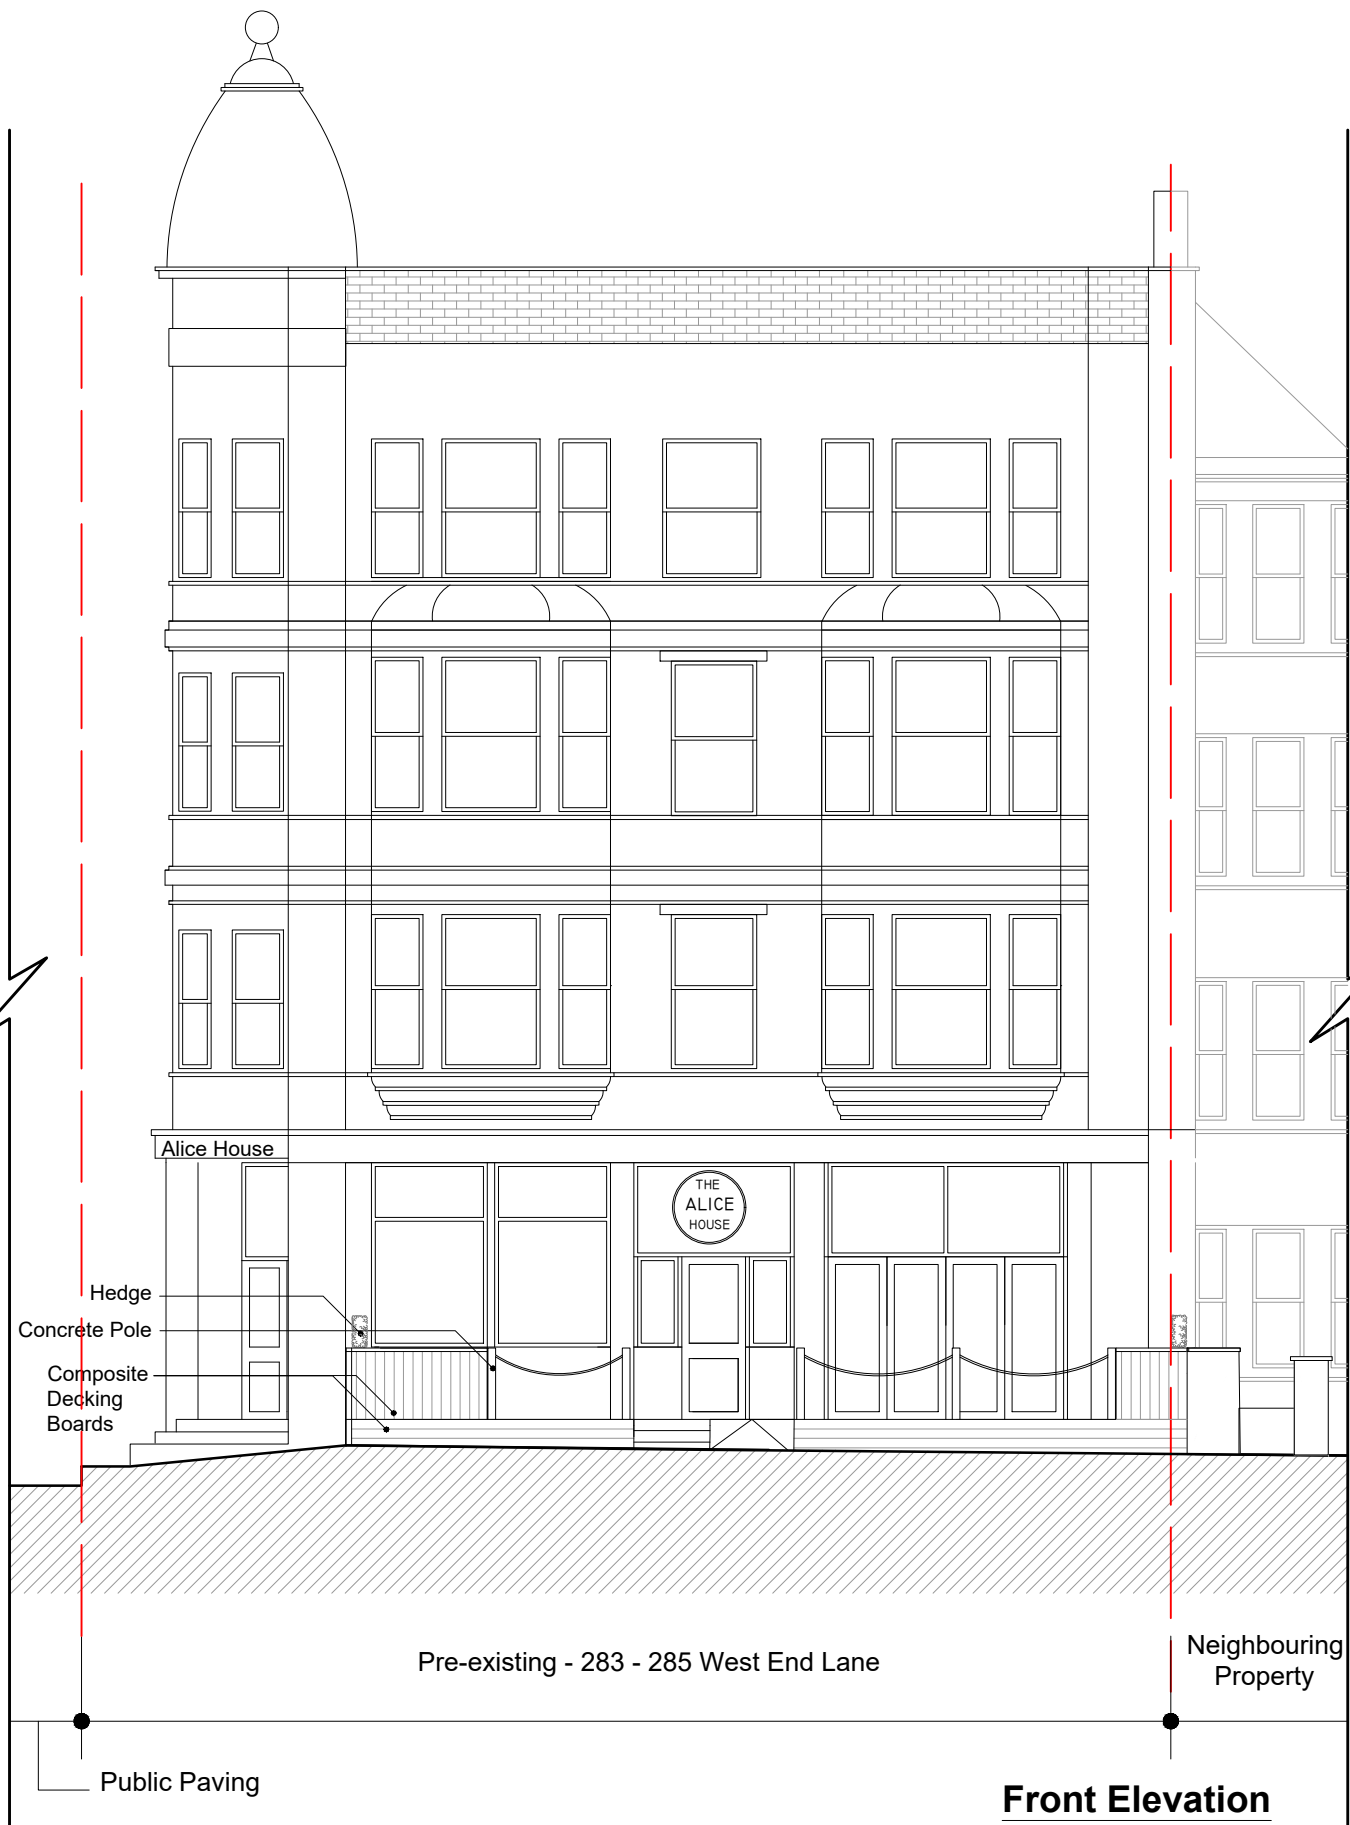 Alice House
THE
ALICE
HOUSE
Hedge
Concrete Pole
Composite
Decking
Boards
Pre-existing - 283 - 285 West End Lane
Neighbouring
Property
Public Paving
Front Elevation